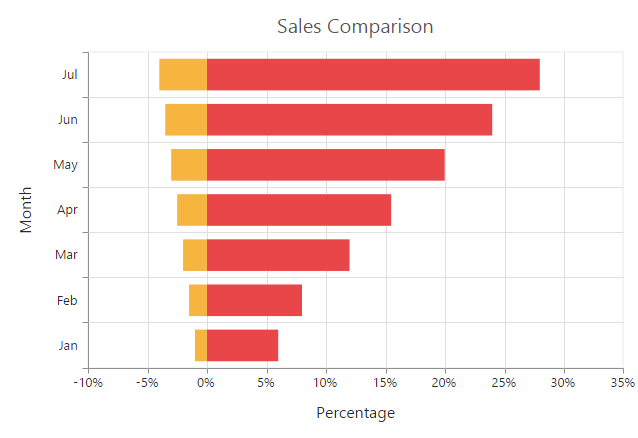 Sales Comparison
Month
Jul
Jun
May
Apr
Mar
Feb
Jan
-10% -5% 0% 5% 10% 15% 20% 25% 30% 35%
Percentage